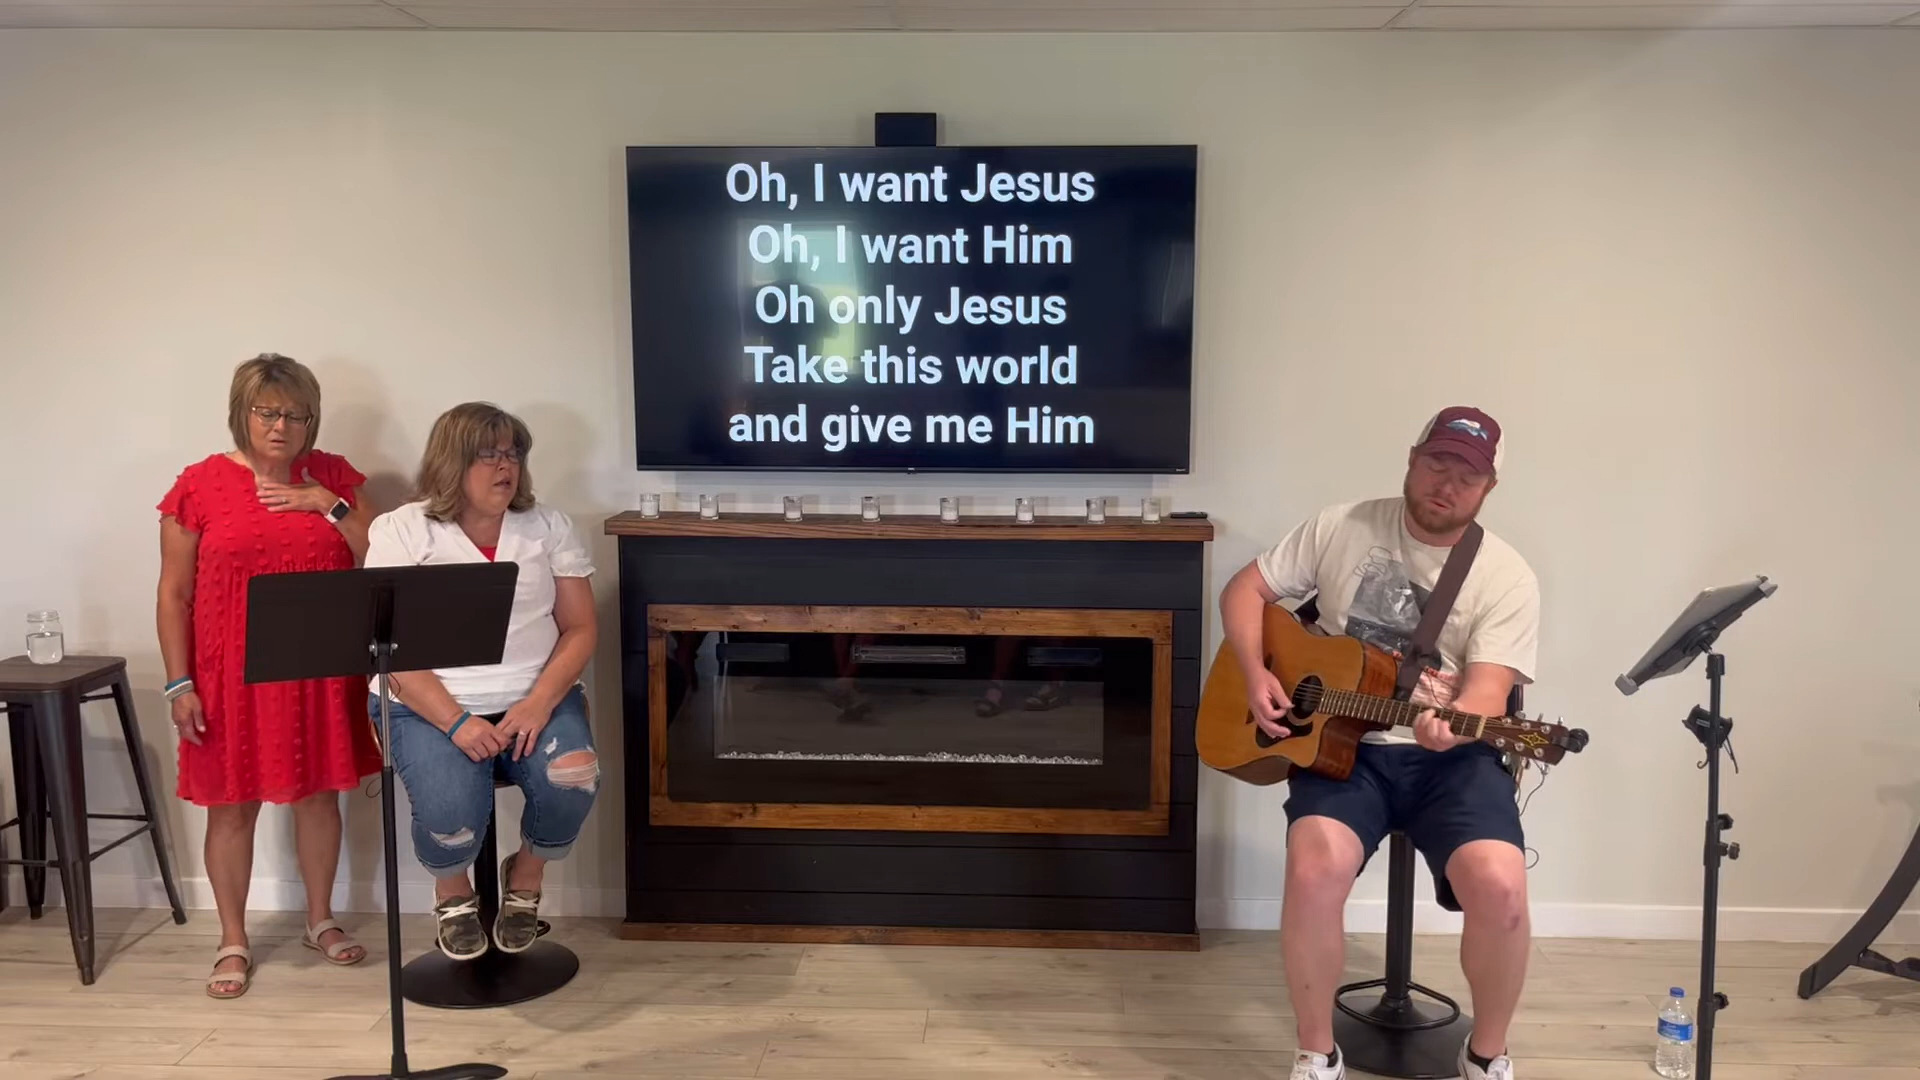 Oh, I want Jesus
Oh, I want Him
Oh only Jesus
Take this world
and give me Him